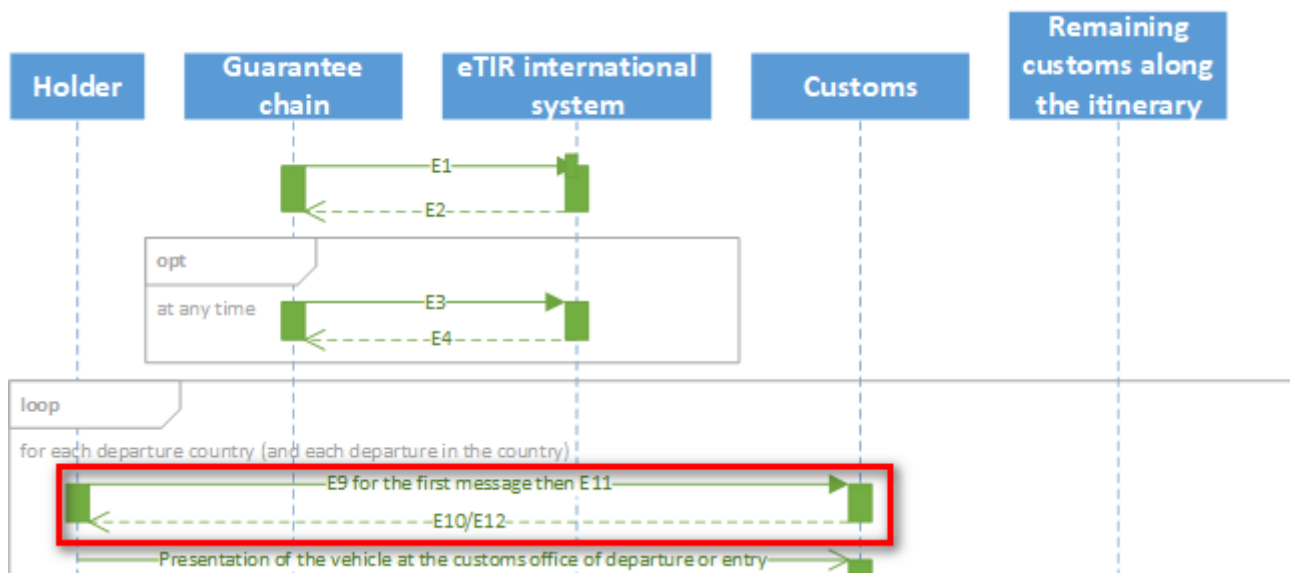 Holder
Guarantee
chain
eTIR international
system
Customs
Remaining
customs along
the itinerary
E1
E2
opt
at any time
E3
E4
loop
for each departure country (and each departure in the country)
E9 for the first message then E11
E10/E12
Presentation of the vehicle at the customs office of departure or entry